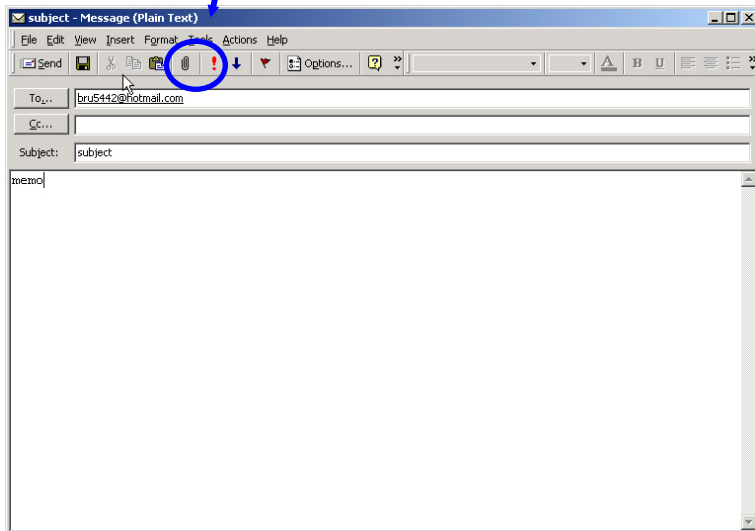 subject - Message (Plain Text)
File Edit View Insert Format Tools Actions Help
Send Options...
To... bru5442@hotmail.com
Cc...
Subject: subject
memo